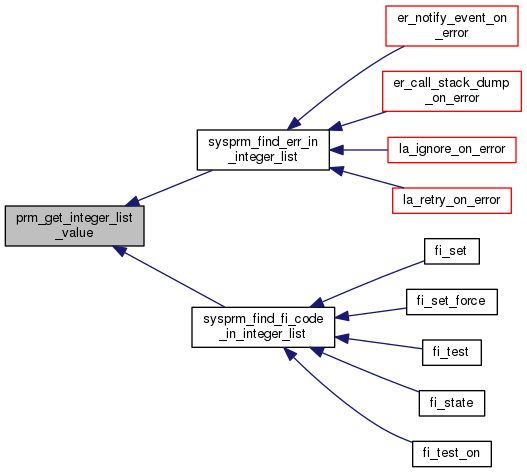 er_notify_event_on
_error
er_call_stack_dump
_on_error
sysprm_find_err_in
_integer_list
la_ignore_on_error
la_retry_on_error
prm_get_integer_list
_value
fi_set
sysprm_find_fi_code
_in_integer_list
fi_set_force
fi_test
fi_state
fi_test_on